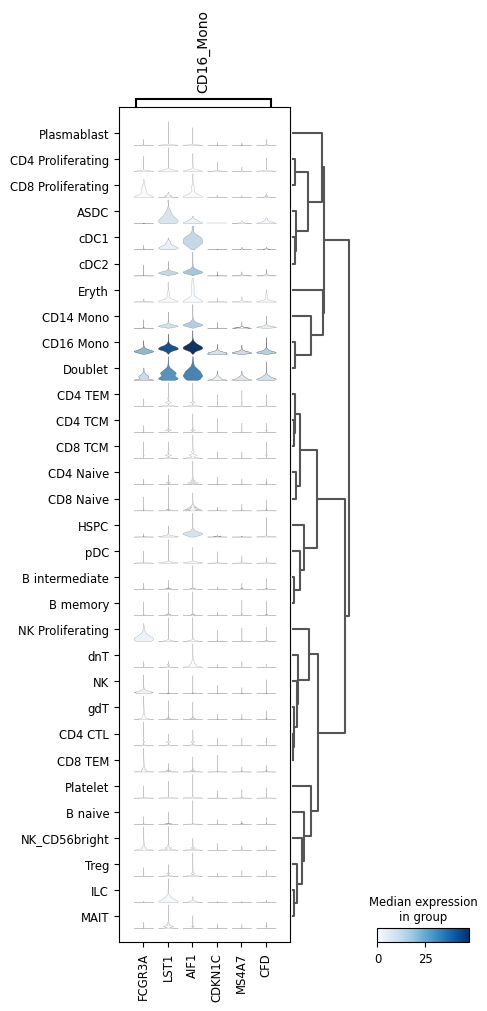 CD16_Mono
Plasmablast
CD4 Proliferating
CD8 Proliferating
ASDC
cDC1
cDC2
Eryth
CD14 Mono
CD16 Mono
Doublet
CD4 TEM
CD4 TCM
CD8 TCM
CD4 Naive
CD8 Naive
HSPC
pDC
B intermediate
B memory
NK Proliferating
dnT
NK
gdT
CD4 CTL
CD8 TEM
Platelet
B naive
NK_CD56bright
Treg
ILC
MAIT
FCGR3A
LST1
AIF1
CDKN1C
MS4A7
CFD
Median expression
in group
0 25